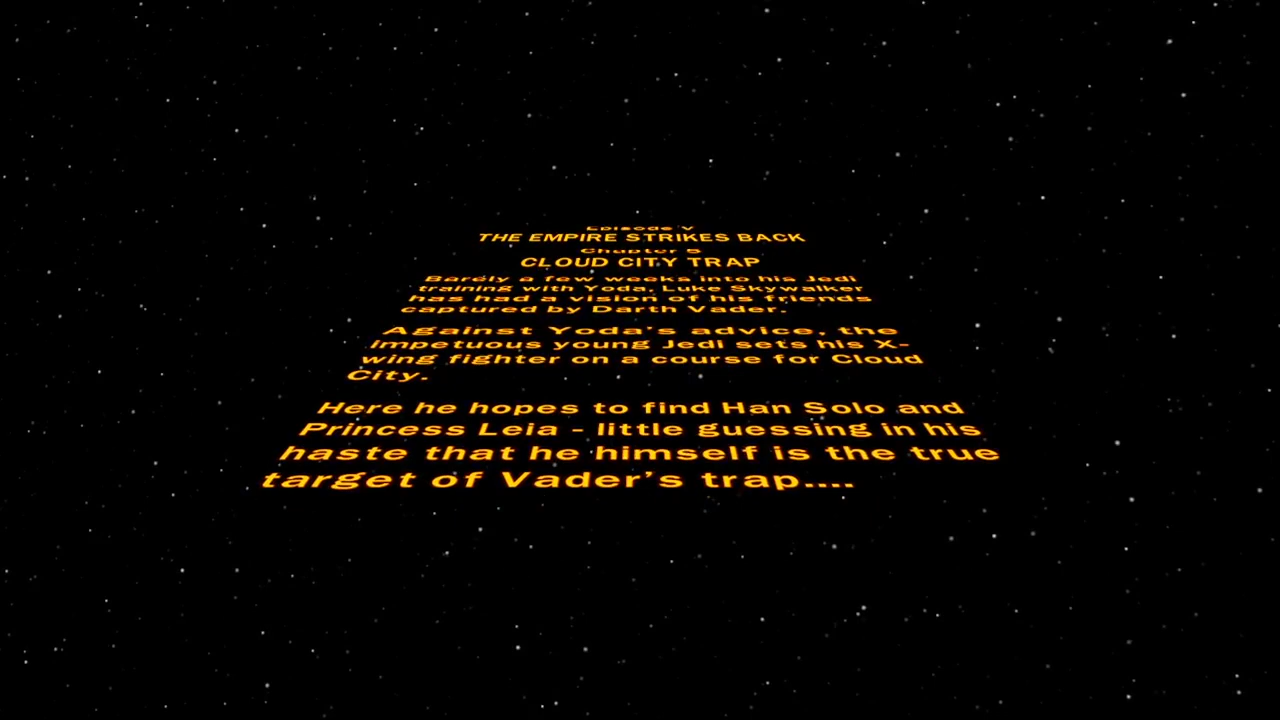 Episode V
THE EMPIRE STRIKES BACK
Chapter 5
CLOUD CITY TRAP
Barely a few weeks into his Jedi
training with Yoda, Luke Skywalker
has had a vision of his friends
captured by Darth Vader.
Against Yoda's advice, the
impetuous young Jedi sets his X-
wing fighter on a course for Cloud
City.
Here he hopes to find Han Solo and
Princess Leia - little guessing in his
haste that he himself is the true
target of Vader's trap....